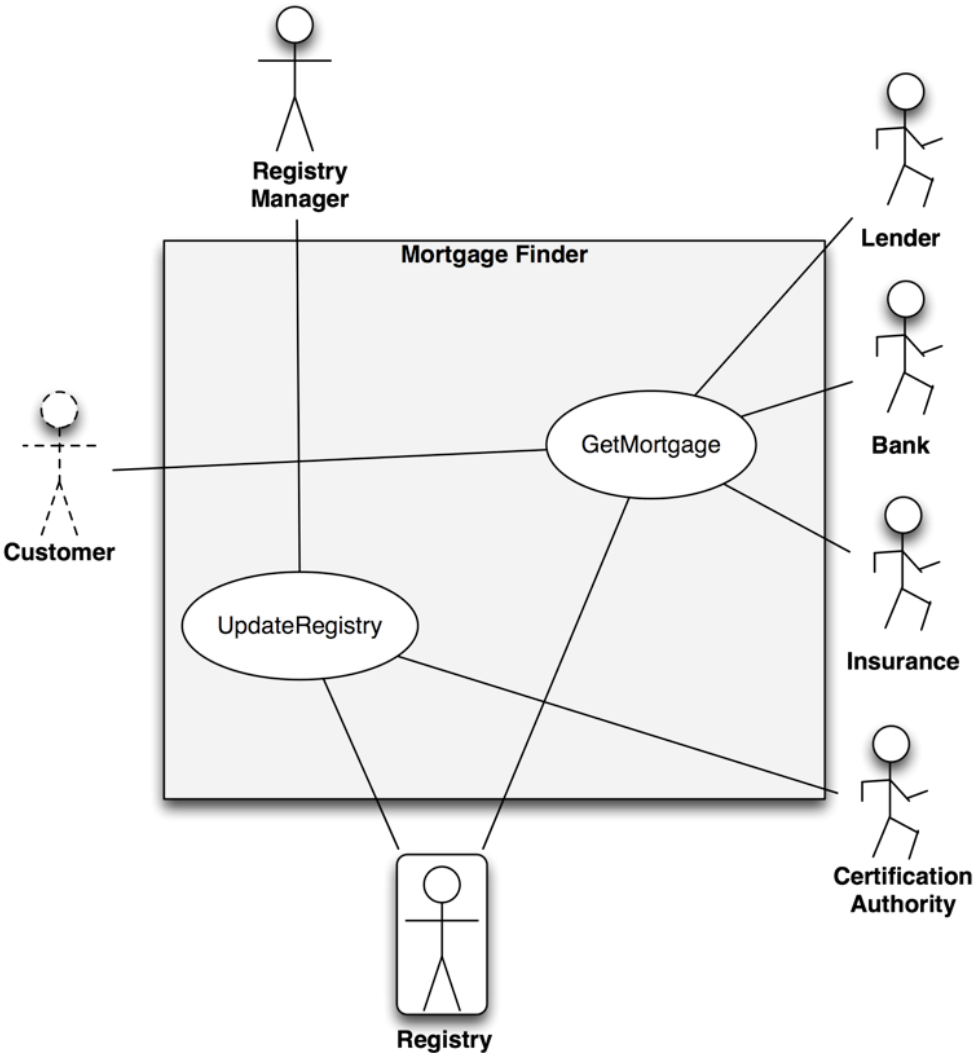 Registry
Manager
Mortgage Finder
Lender
Bank
GetMortgage
Customer
UpdateRegistry
Insurance
Certification
Authority
Registry